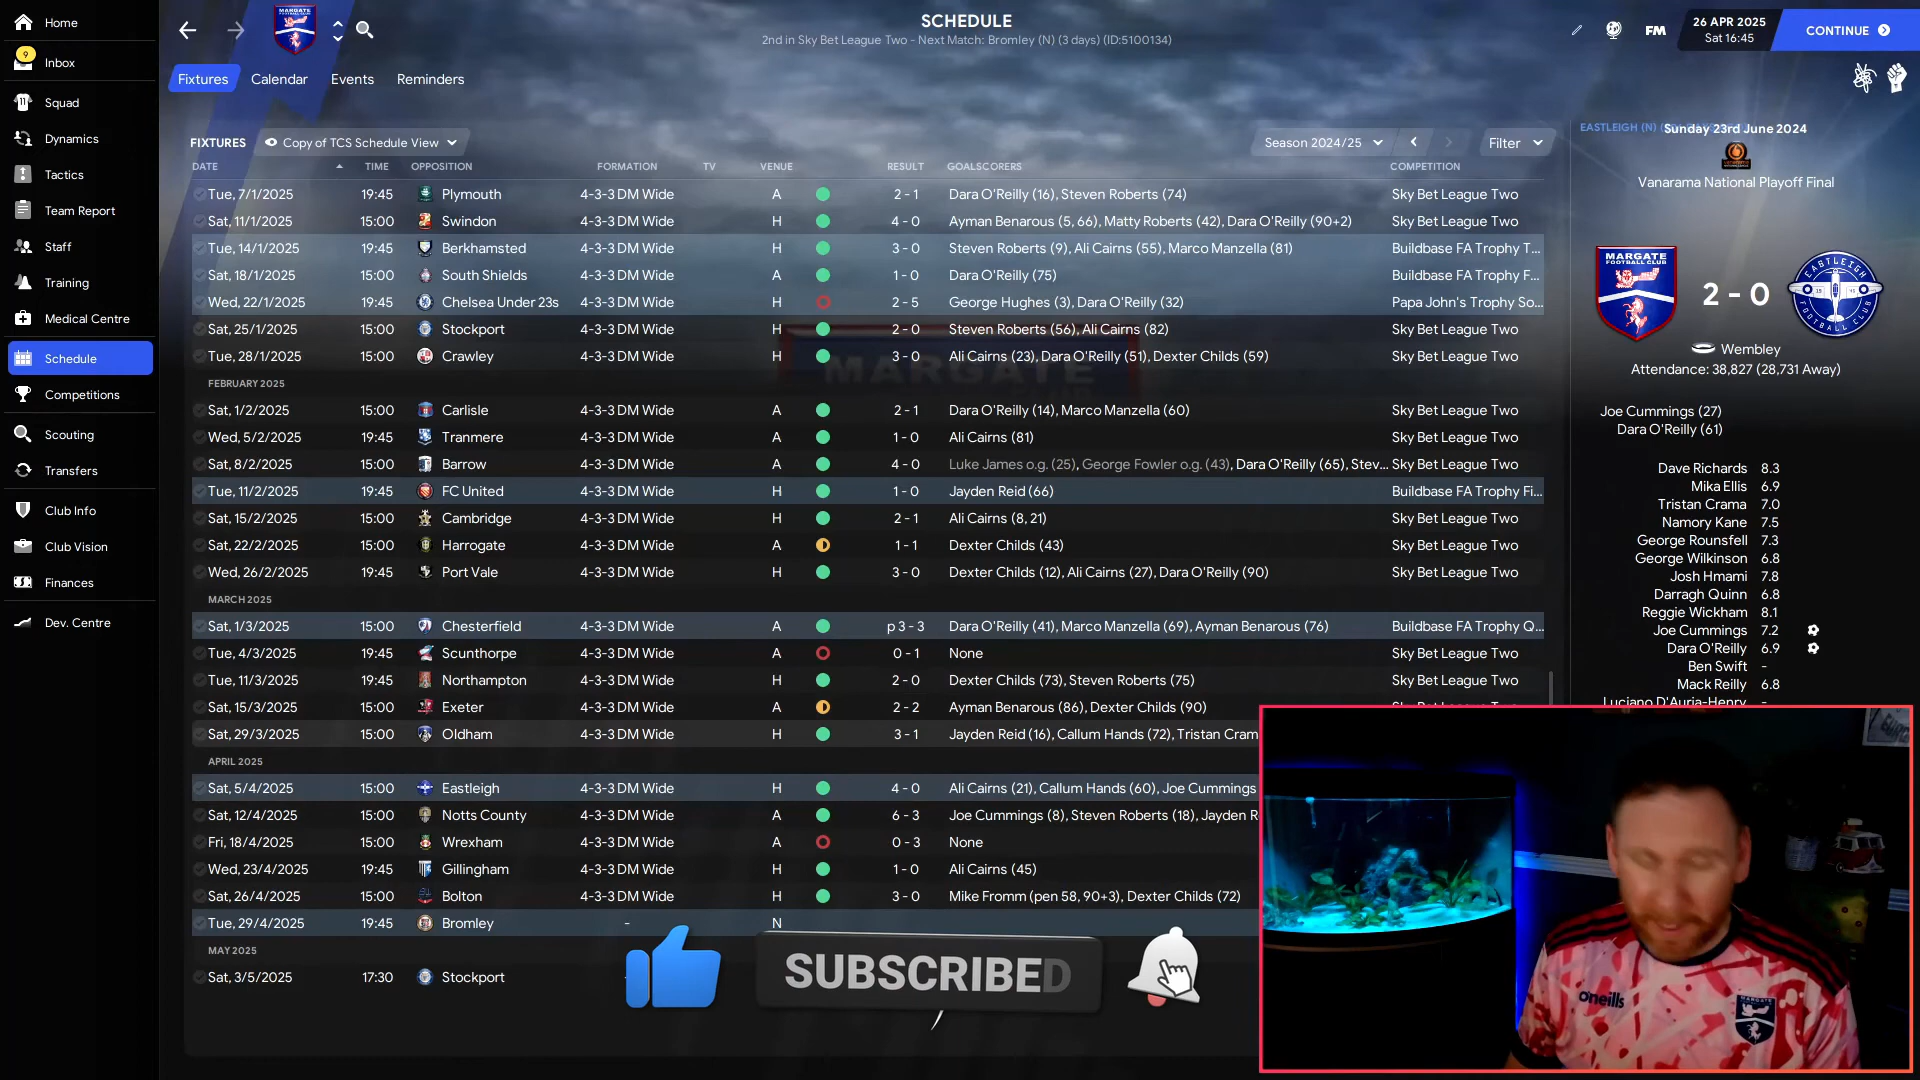 Home
Inbox
9
Squad
Dynamics
Tactics
Team Report
Staff
Training
Medical Centre
Schedule
Competitions
Scouting
Transfers
Club Info
Club Vision
Finances
Dev. Centre
MARGATE
SCHEDULE
2nd in Sky Bet League Two - Next Match: Bromley (N) (3 days) (ID:5100134)
FM
26 APR 2025
Sat 16:45
CONTINUE
Fixtures Calendar Events Reminders
FIXTURES Copy of TCS Schedule View Season 2024/25 Filter
DATE TIME OPPOSITION FORMATION TV VENUE RESULT GOALSCORERS COMPETITION
Tue, 7/1/2025 19:45 Plymouth 4-3-3 DM Wide A 2 - 1 Dara O'Reilly (16), Steven Roberts (74) Sky Bet League Two
Sat, 11/1/2025 15:00 Swindon 4-3-3 DM Wide H 4 - 0 Ayman Benarous (5, 66), Matty Roberts (42), Dara O'Reilly (90+2) Sky Bet League Two
Tue, 14/1/2025 19:45 Berkhamsted 4-3-3 DM Wide H 3 - 0 Steven Roberts (9), Ali Cairns (55), Marco Manzella (81) Buildbase FA Trophy T...
Sat, 18/1/2025 15:00 South Shields 4-3-3 DM Wide A 1 - 0 Dara O'Reilly (75) Buildbase FA Trophy F...
Wed, 22/1/2025 19:45 Chelsea Under 23s 4-3-3 DM Wide H 2 - 5 George Hughes (3), Dara O'Reilly (32) Papa John's Trophy So...
Sat, 25/1/2025 15:00 Stockport 4-3-3 DM Wide H 2 - 0 Steven Roberts (56), Ali Cairns (82) Sky Bet League Two
Tue, 28/1/2025 15:00 Crawley 4-3-3 DM Wide H 3 - 0 Ali Cairns (23), Dara O'Reilly (51), Dexter Childs (59) Sky Bet League Two
MARGATE
FEBRUARY 2025
Sat, 1/2/2025 15:00 Carlisle 4-3-3 DM Wide A 2 - 1 Dara O'Reilly (14), Marco Manzella (60) Sky Bet League Two
Wed, 5/2/2025 19:45 Tranmere 4-3-3 DM Wide A 1 - 0 Ali Cairns (81) Sky Bet League Two
Sat, 8/2/2025 15:00 Barrow 4-3-3 DM Wide A 4 - 0 Luke James o.g. (25), George Fowler o.g. (43), Dara O'Reilly (65), Stev... Sky Bet League Two
Tue, 11/2/2025 19:45 FC United 4-3-3 DM Wide H 1 - 0 Jayden Reid (66) Buildbase FA Trophy Fi...
Sat, 15/2/2025 15:00 Cambridge 4-3-3 DM Wide H 2 - 1 Ali Cairns (8, 21) Sky Bet League Two
Sat, 22/2/2025 15:00 Harrogate 4-3-3 DM Wide A 1 - 1 Dexter Childs (43) Sky Bet League Two
Wed, 26/2/2025 19:45 Port Vale 4-3-3 DM Wide H 3 - 0 Dexter Childs (12), Ali Cairns (27), Dara O'Reilly (90) Sky Bet League Two
MARCH 2025
Sat, 1/3/2025 15:00 Chesterfield 4-3-3 DM Wide A p 3 - 3 Dara O'Reilly (41), Marco Manzella (69), Ayman Benarous (76) Buildbase FA Trophy Q...
Tue, 4/3/2025 19:45 Scunthorpe 4-3-3 DM Wide A 0 - 1 None Sky Bet League Two
Tue, 11/3/2025 19:45 Northampton 4-3-3 DM Wide H 2 - 0 Dexter Childs (73), Steven Roberts (75) Sky Bet League Two
Sat, 15/3/2025 15:00 Exeter 4-3-3 DM Wide A 2 - 2 Ayman Benarous (86), Dexter Childs (90) Sky Bet League Two
Sat, 29/3/2025 15:00 Oldham 4-3-3 DM Wide H 3 - 1 Jayden Reid (16), Callum Hands (72), Tristan Cram
APRIL 2025
Sat, 5/4/2025 15:00 Eastleigh 4-3-3 DM Wide H 4 - 0 Ali Cairns (21), Callum Hands (60), Joe Cummings
Sat, 12/4/2025 15:00 Notts County 4-3-3 DM Wide A 6 - 3 Joe Cummings (8), Steven Roberts (18), Jayden R
Fri, 18/4/2025 15:00 Wrexham 4-3-3 DM Wide A 0 - 3 None
Wed, 23/4/2025 19:45 Gillingham 4-3-3 DM Wide H 1 - 0 Ali Cairns (45)
Sat, 26/4/2025 15:00 Bolton 4-3-3 DM Wide H 3 - 0 Mike Fromm (pen 58, 90+3), Dexter Childs (72)
Tue, 29/4/2025 19:45 Bromley - N
MAY 2025
Sat, 3/5/2025 17:30 Stockport
SUBSCRIBED
EASTLEIGH (N)
Sunday 23rd June 2024
Vanarama National Playoff Final
MARGATE
FOOTBALL CLUB
2 - 0
EASTLEIGH
FOOTBALL CLUB
Wembley
Attendance: 38,827 (28,731 Away)
Joe Cummings (27)
Dara O'Reilly (61)
Dave Richards 8.3
Mika Ellis 6.9
Tristan Crama 7.0
Namory Kane 7.5
George Rounsfell 7.3
George Wilkinson 6.8
Josh Hmami 7.8
Darragh Quinn 6.8
Reggie Wickham 8.1
Joe Cummings 7.2
Dara O'Reilly 6.9
Ben Swift -
Mack Reilly 6.8
Luciano D'Auria-Henry -
o'neills
MARGATE